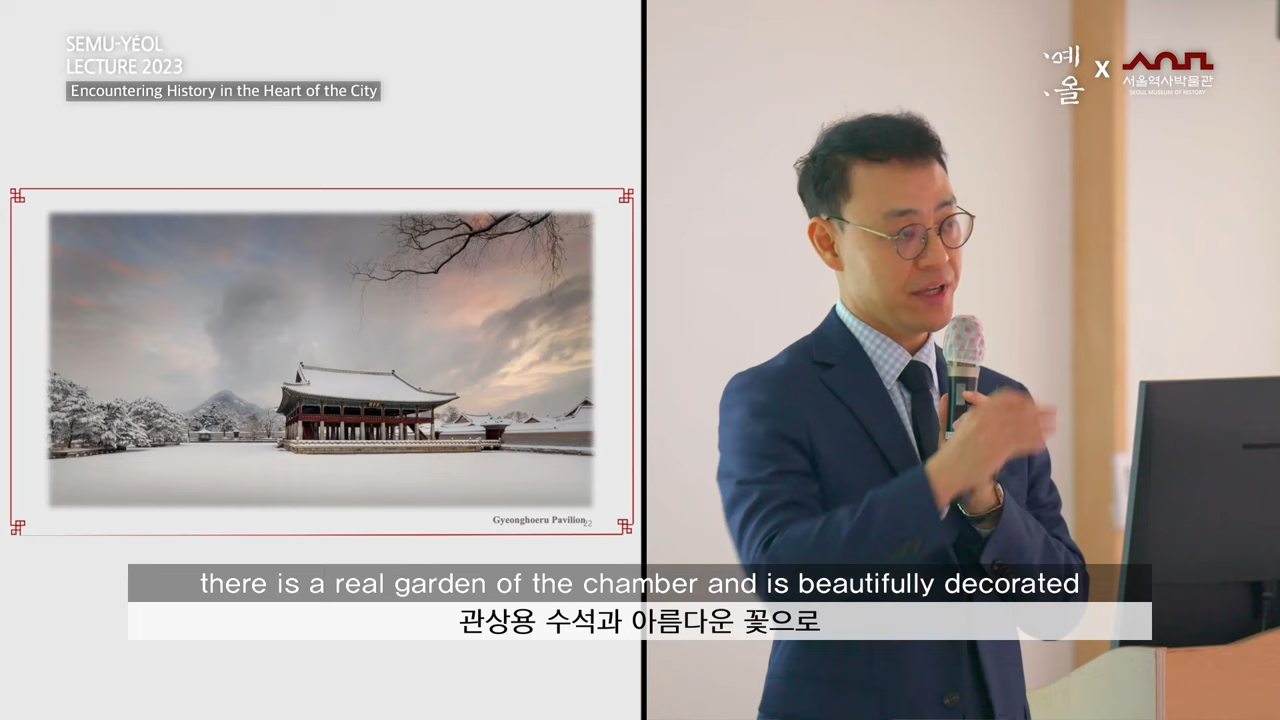 SEMU-YÉOL
LECTURE 2023
Encountering History in the Heart of the City
예올
X
서울역사박물관
SEOUL MUSEUM OF HISTORY
Gyeonghoeru Pavilion
22
there is a real garden of the chamber and is beautifully decorated
관상용 수석과 아름다운 꽃으로